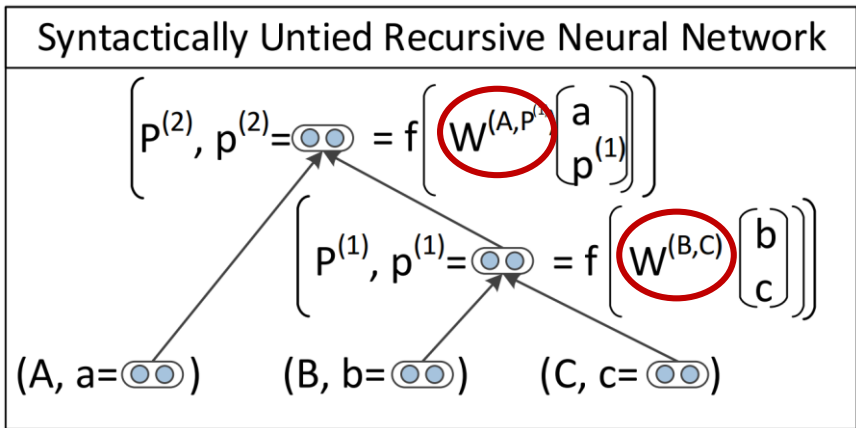 Syntactically Untied Recursive Neural Network
(P^(2), p^(2)= = f(W^(A,P^(1)) [a p^(1)]))
(P^(1), p^(1)= = f(W^(B,C) [b c]))
(A, a= ) (B, b= ) (C, c= )